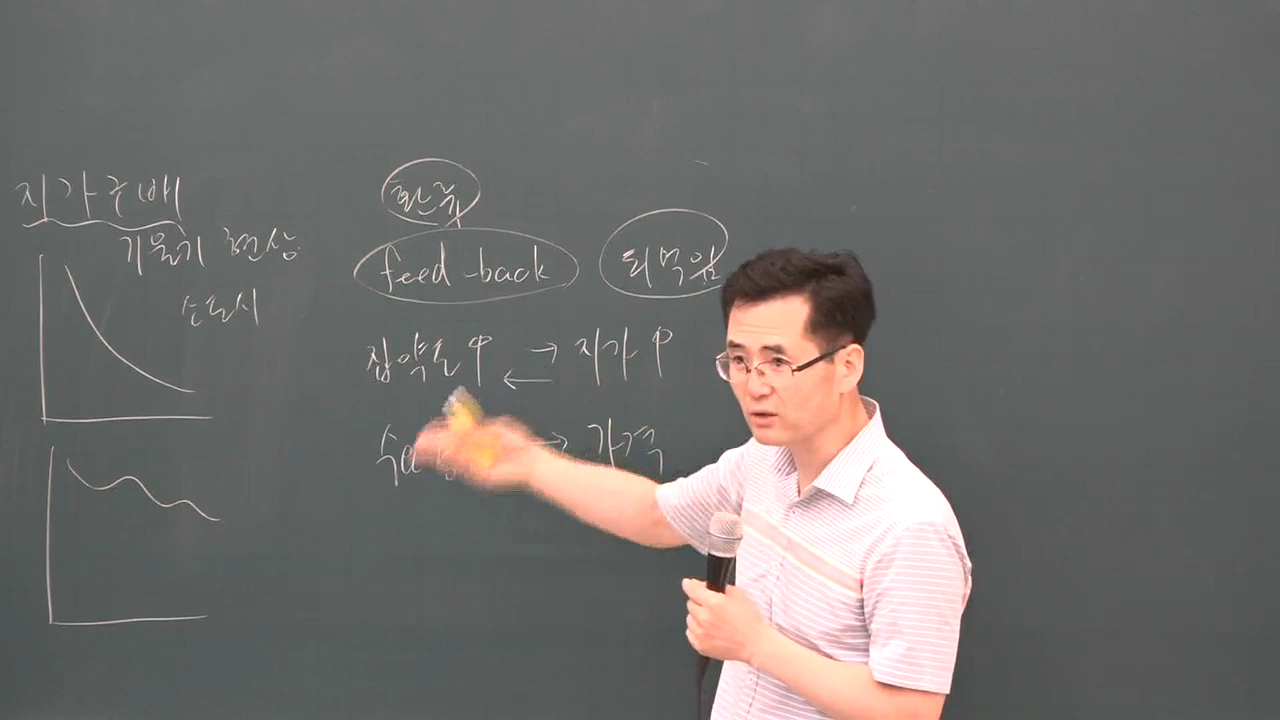 지가구배
기울기 현상
소도시
환류
feed-back
되먹임
집약도 ↑ → ← 지가 ↑
→ 가격